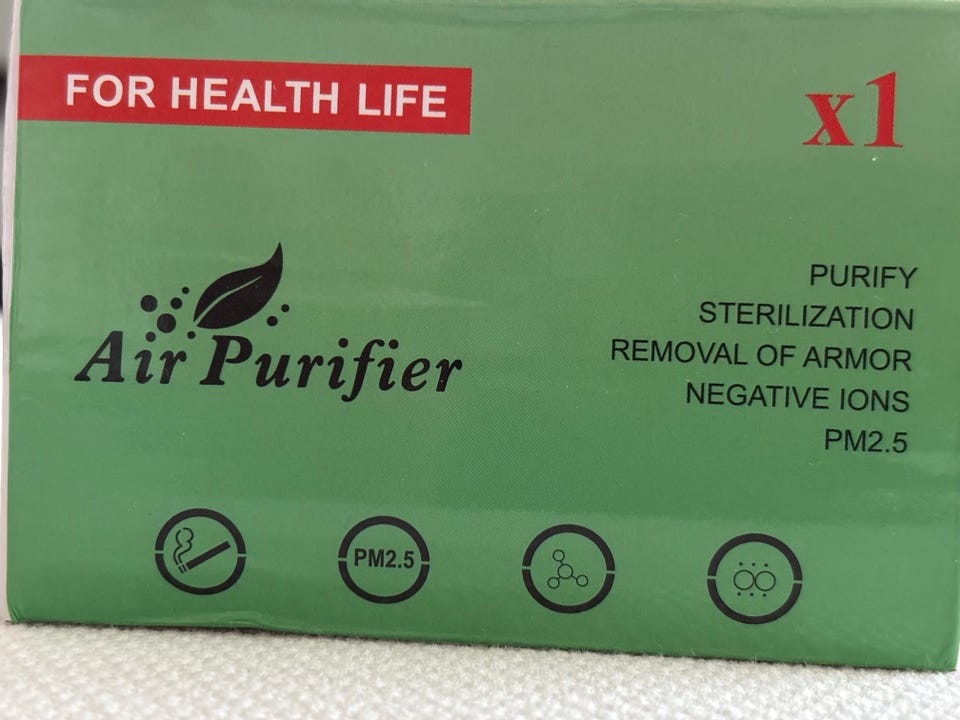 FOR HEALTH LIFE
x1
Air Purifier
PURIFY
STERILIZATION
REMOVAL OF ARMOR
NEGATIVE IONS
PM2.5
PM2.5